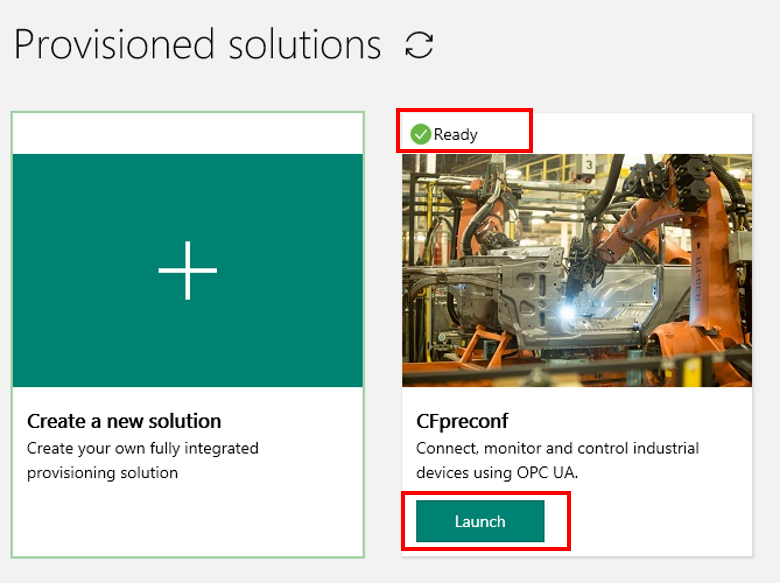 Provisioned solutions
Ready
3
Create a new solution
Create your own fully integrated
provisioning solution
CFpreconf
Connect, monitor and control industrial
devices using OPC UA.
Launch